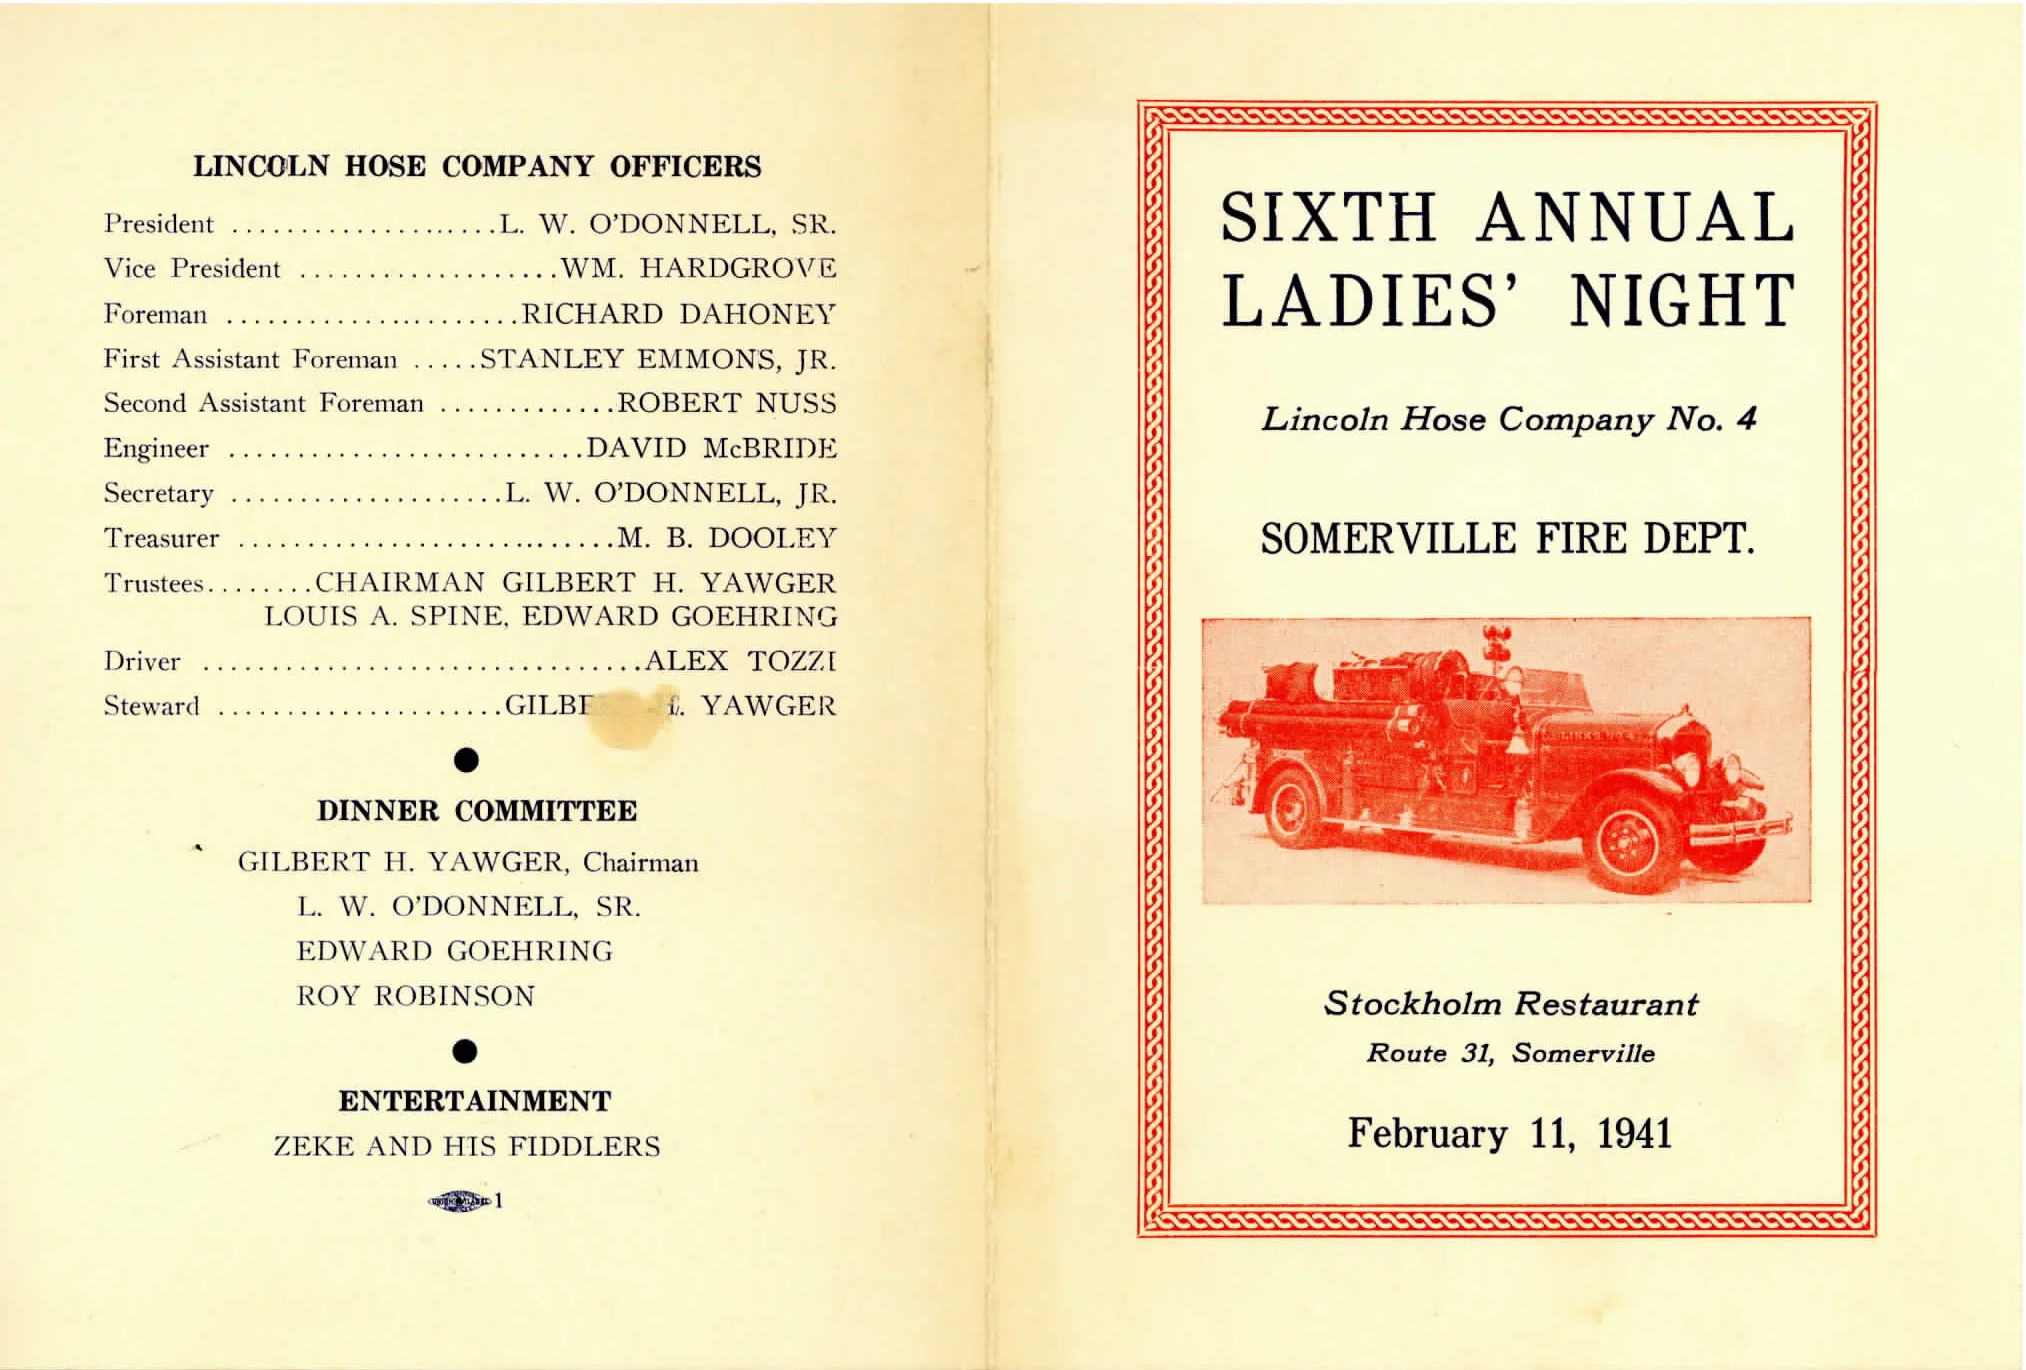 LINCOLN HOSE COMPANY OFFICERS
President ......................L. W. O'DONNELL, SR.
Vice President ...................WM. HARDGROVE
Foreman ......................RICHARD DAHONEY
First Assistant Foreman .....STANLEY EMMONS, JR.
Second Assistant Foreman .............ROBERT NUSS
Engineer ..........................DAVID McBRIDE
Secretary ....................L. W. O'DONNELL, JR.
Treasurer ............................M. B. DOOLEY
Trustees........CHAIRMAN GILBERT H. YAWGER
LOUIS A. SPINE, EDWARD GOEHRING
Driver ................................ALEX TOZZI
Steward .....................YAWGER
DINNER COMMITTEE
GILBERT H. YAWGER, Chairman
L. W. O'DONNELL, SR.
EDWARD GOEHRING
ROY ROBINSON
ENTERTAINMENT
ZEKE AND HIS FIDDLERS
1
SIXTH ANNUAL
LADIES' NIGHT
Lincoln Hose Company No. 4
SOMERVILLE FIRE DEPT.
Stockholm Restaurant
Route 31, Somerville
February 11, 1941